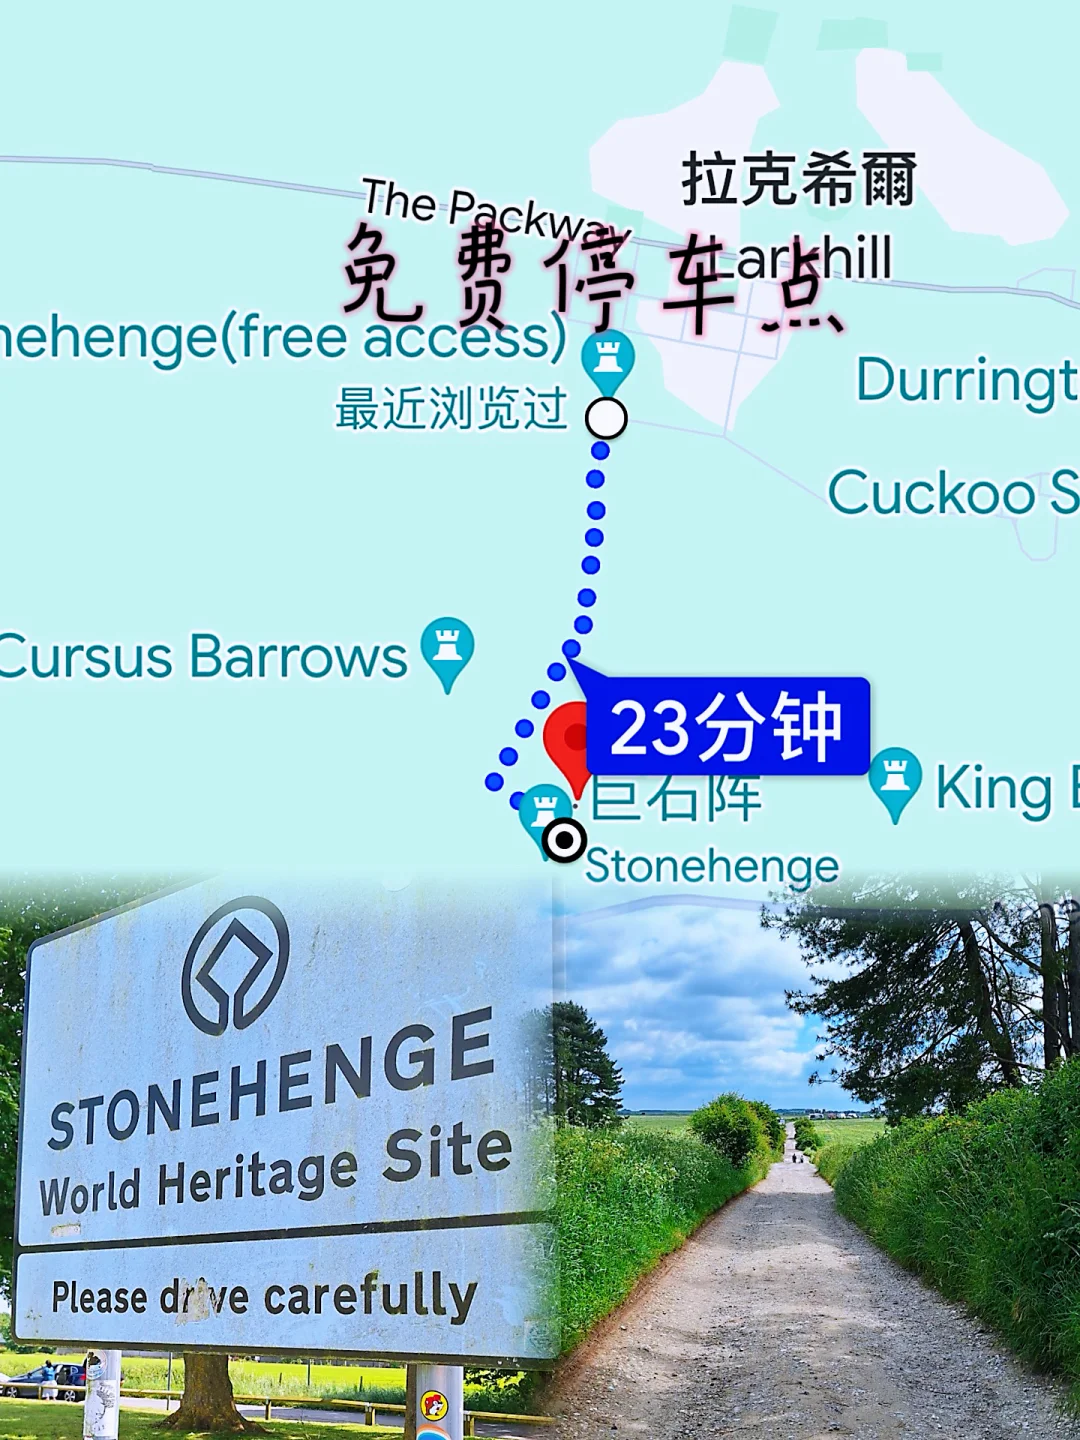 拉克希爾
The Packway
Larkhill
免费停车点
nehenge(free access)
最近浏览过
Durringt
Cuckoo S
Cursus Barrows
23分钟
King
巨石阵
Stonehenge
STONEHENGE
World Heritage Site
Please drive carefully